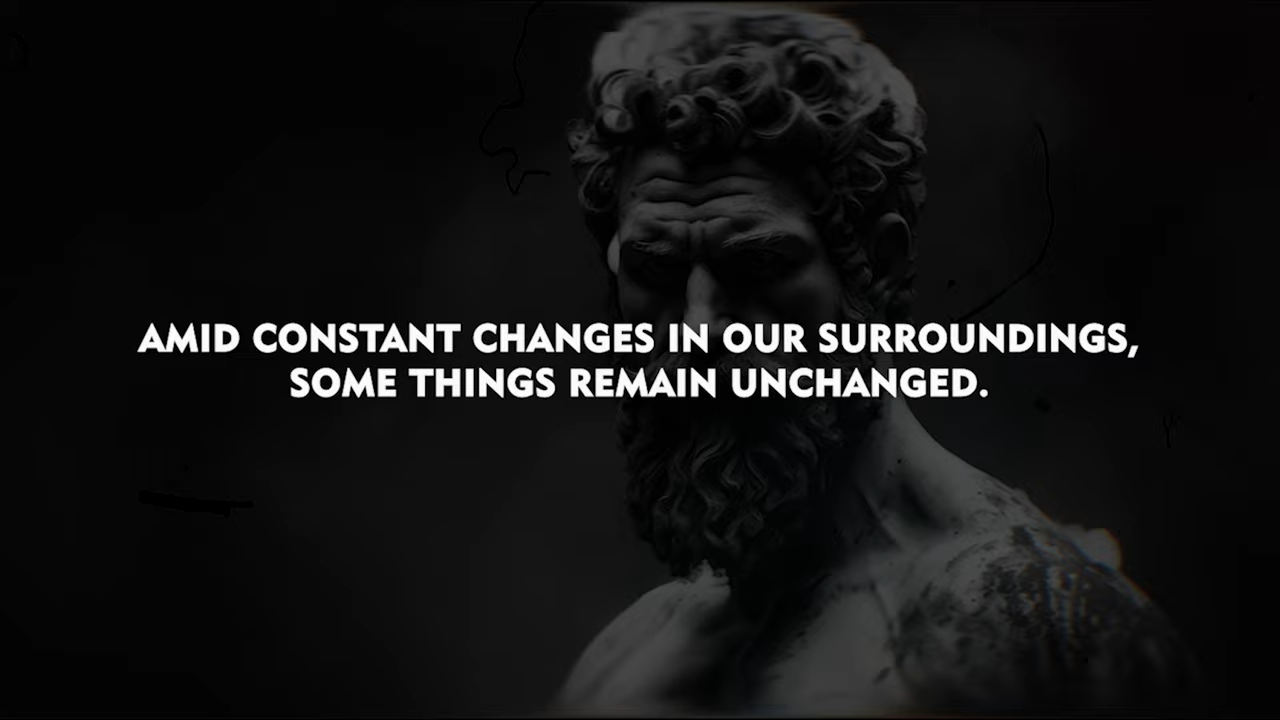 AMID CONSTANT CHANGES IN OUR SURROUNDINGS,
SOME THINGS REMAIN UNCHANGED.